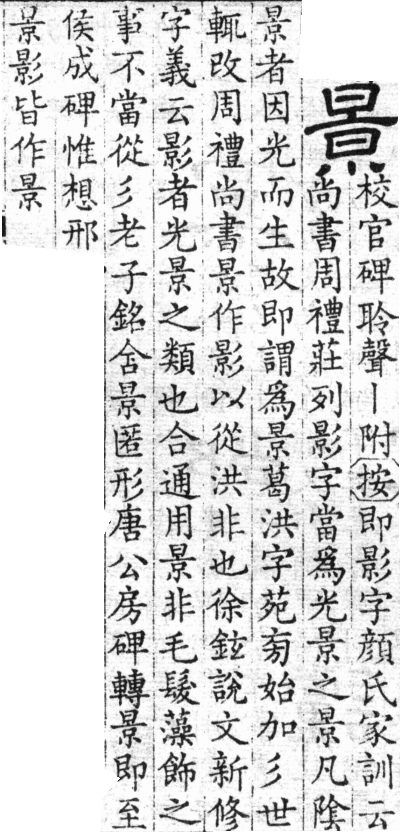 景
校官碑聆聲丨附按即影字顔氏家訓云
尚書周禮莊列影字當爲光景之景凡陰
景者因光而生故即謂爲景葛洪字苑㫄始加彡世
輒改周禮尚書景作影以從洪非也徐鉉說文新修
字義云影者光景之類也合通用景非毛髮藻飾之
事不當從彡老子銘舍景匿形唐公房碑轉景即至
侯成碑惟想邢
景影皆作景